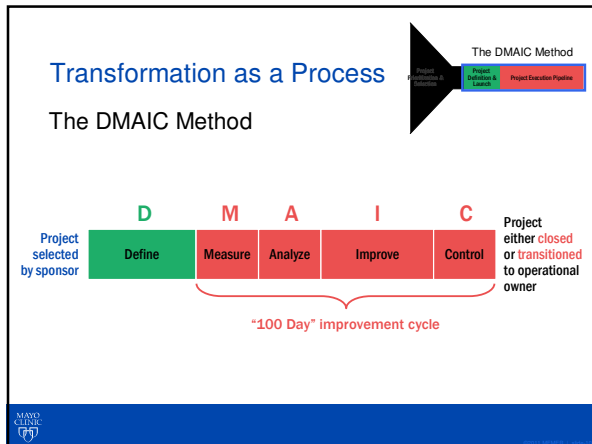 The DMAIC Method
Transformation as a Process
Project
Definition &
Launch
Project Execution Pipeline
The DMAIC Method
D M A I C
Project
selected
by sponsor
Define Measure Analyze Improve Control
Project
either closed
or transitioned
to operational
owner
“100 Day” improvement cycle
MAYO
CLINIC